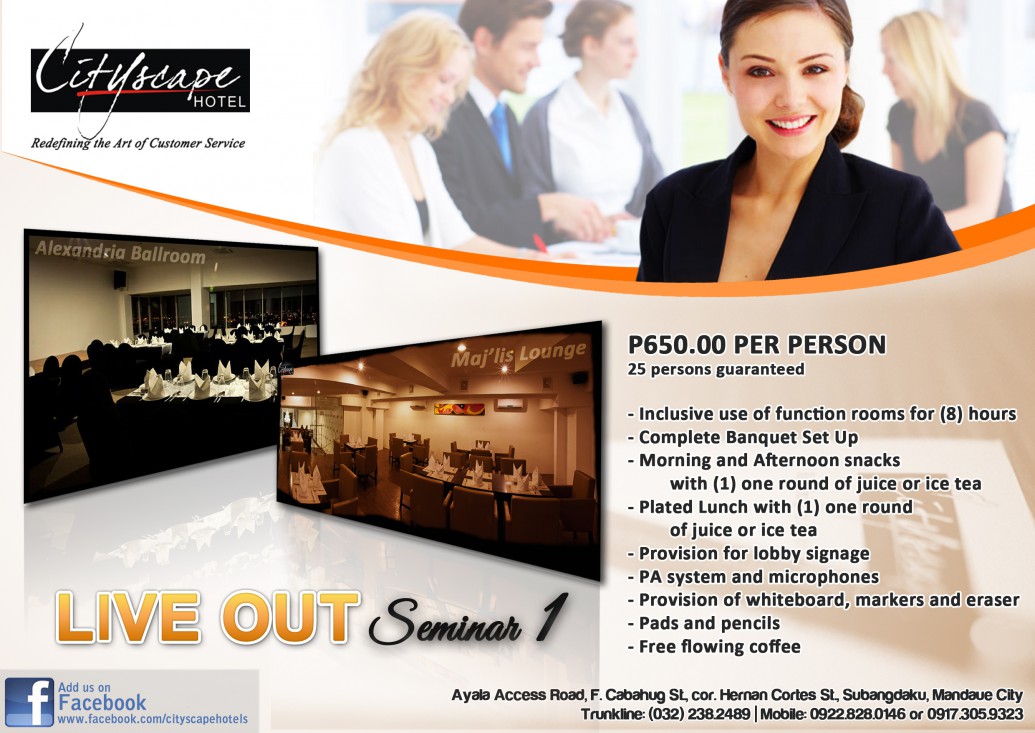 Cityscape
HOTEL
Redefining the Art of Customer Service
Alexandria Ballroom
Maj'lis Lounge
P650.00 PER PERSON
25 persons guaranteed
- Inclusive use of function rooms for (8) hours
- Complete Banquet Set Up
- Morning and Afternoon snacks
with (1) one round of juice or ice tea
- Plated Lunch with (1) one round
of juice or ice tea
- Provision for lobby signage
- PA system and microphones
- Provision of whiteboard, markers and eraser
- Pads and pencils
- Free flowing coffee
LIVE OUT Seminar 1
f Add us on
Facebook
www.facebook.com/cityscapehotels
Ayala Access Road, F. Cabahug St., cor. Hernan Cortes St., Subangdaku, Mandaue City
Trunkline: (032) 238.2489 | Mobile: 0922.828.0146 or 0917.305.9323